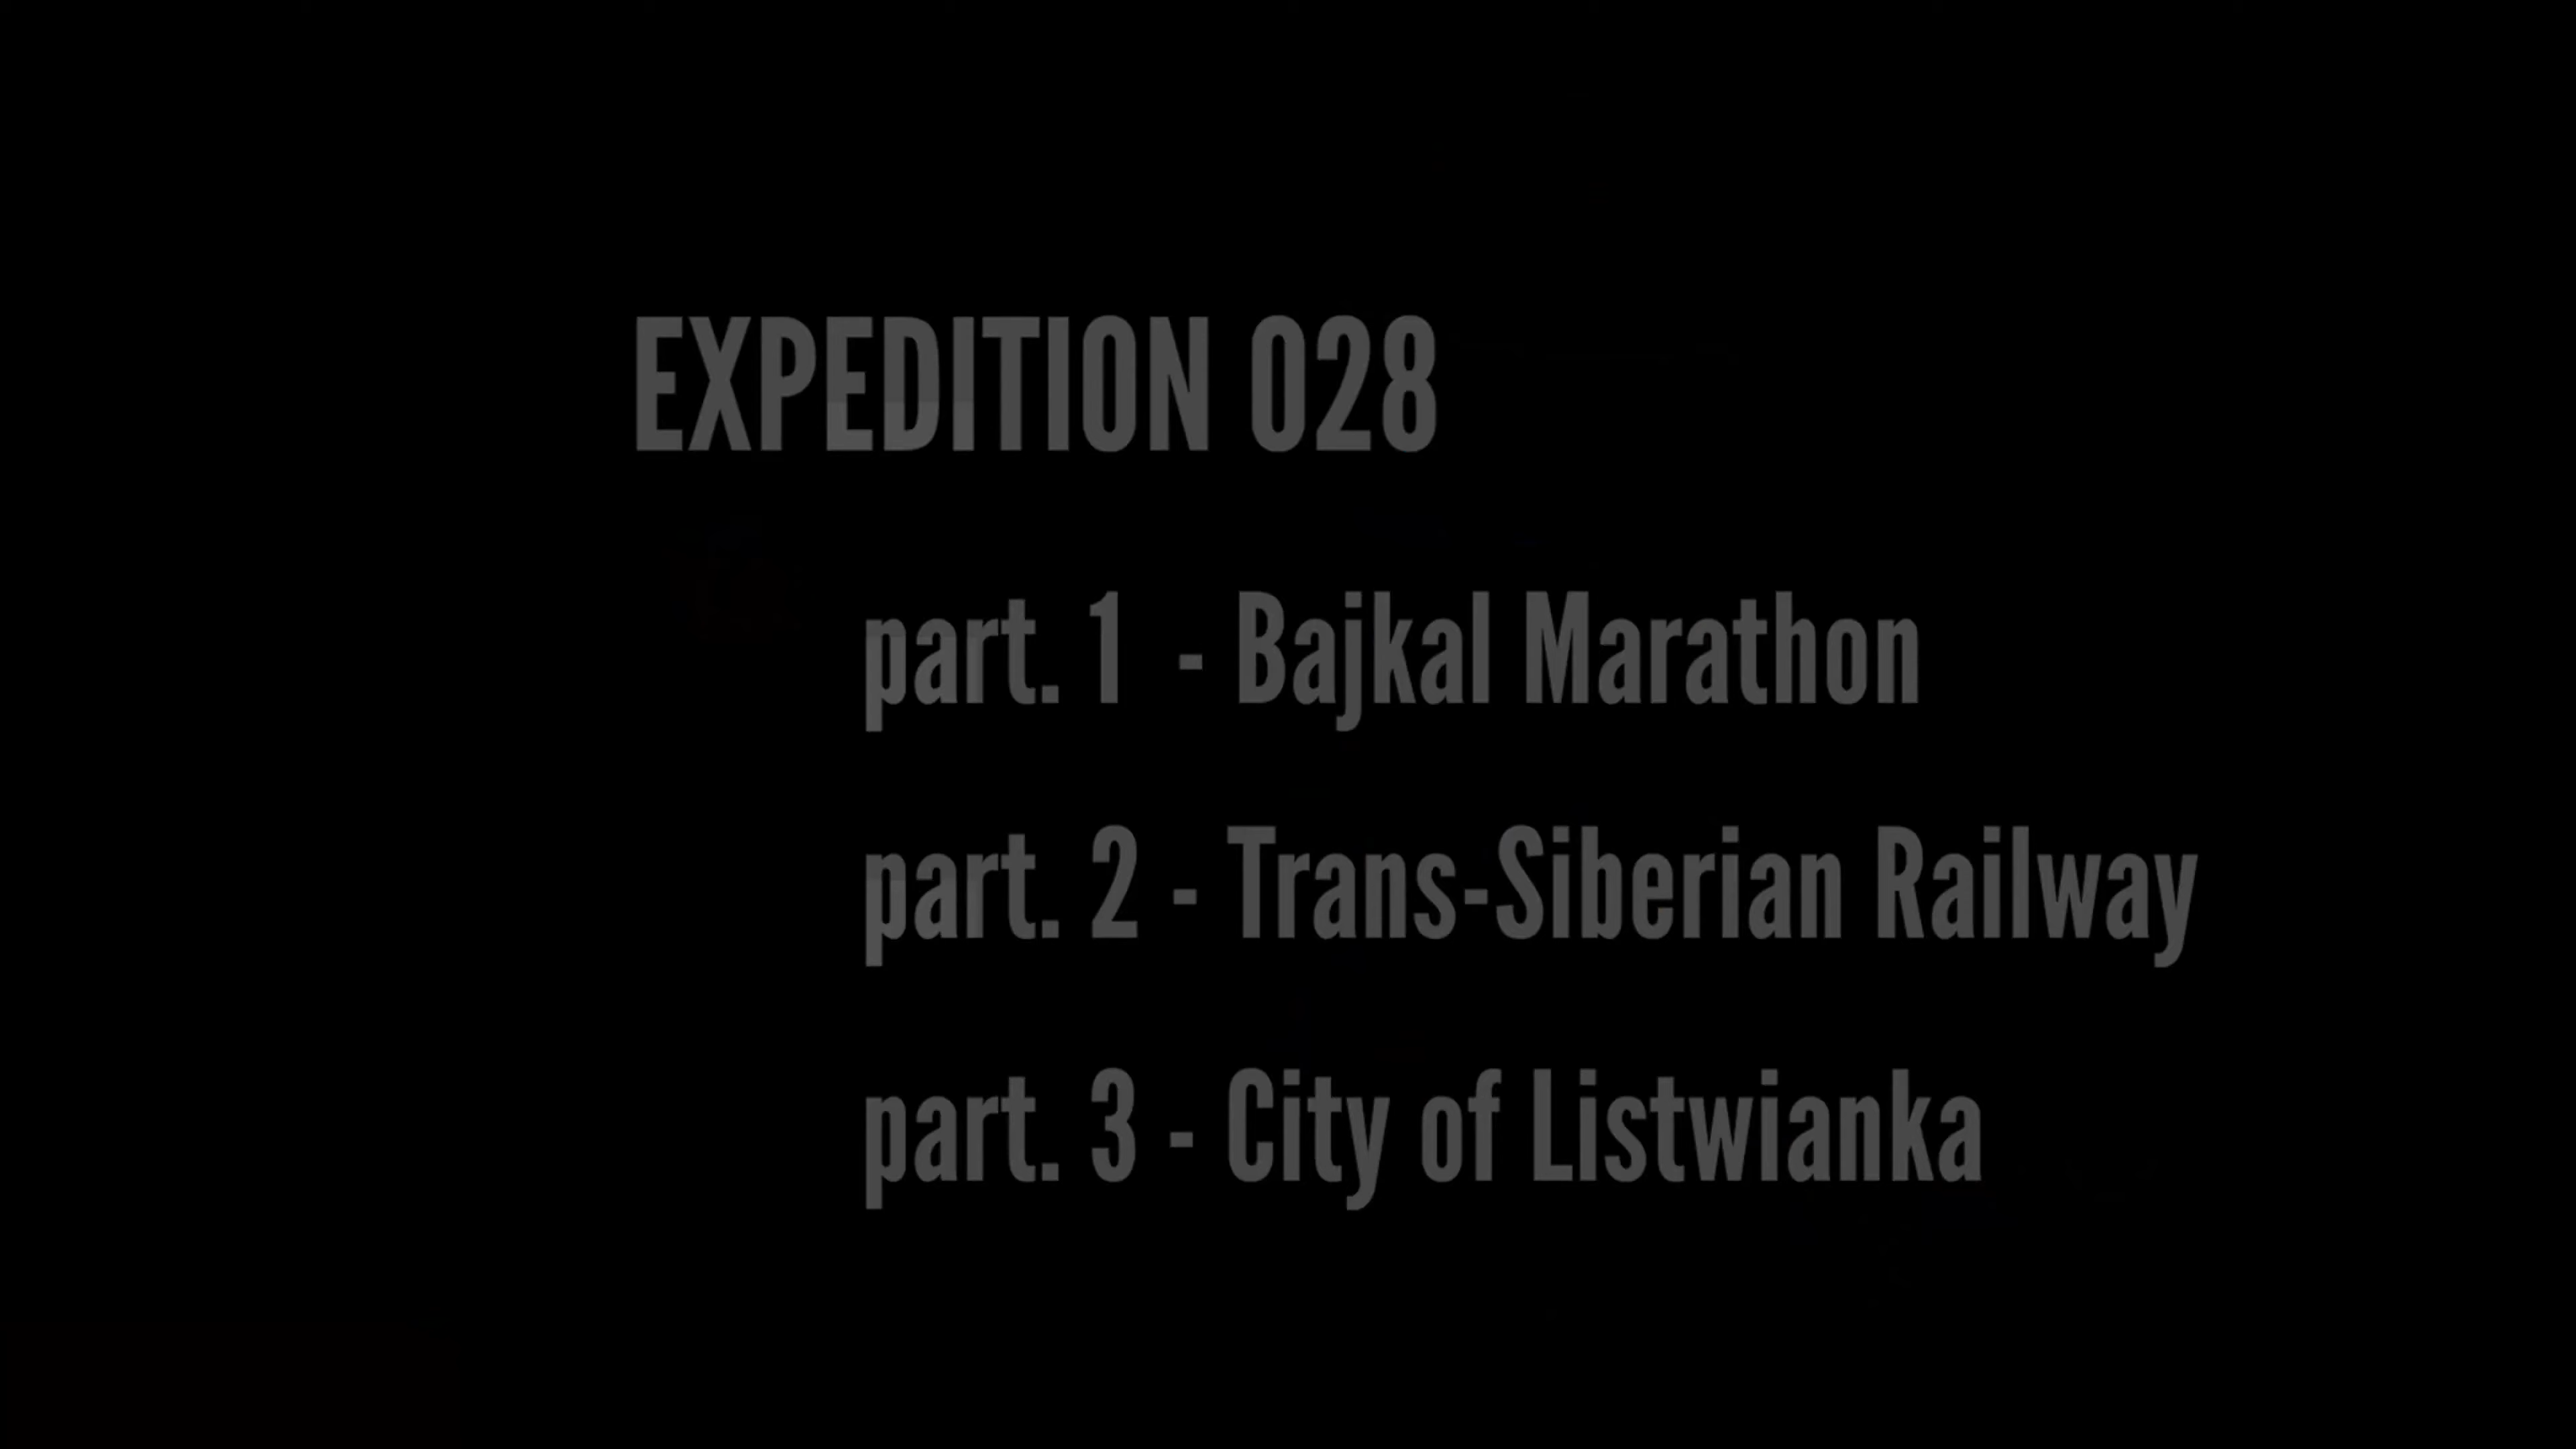 EXPEDITION 028
part. 1 - Bajkal Marathon
part. 2 - Trans-Siberian Railway
part. 3 - City of Listwianka